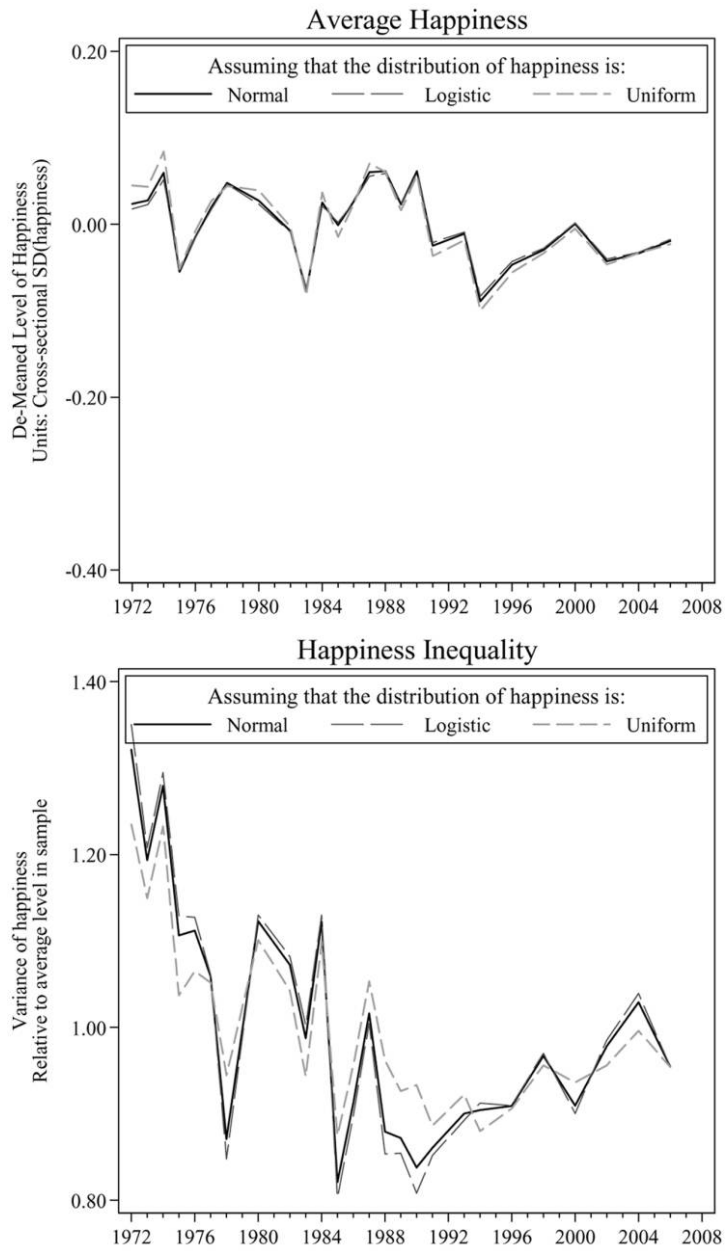 Average Happiness
0.20
Assuming that the distribution of happiness is:
Normal Logistic Uniform
0.00
-0.20
-0.40
De-Meaned Level of Happiness
Units: Cross-sectional SD(happiness)
1972 1976 1980 1984 1988 1992 1996 2000 2004 2008
Happiness Inequality
1.40
Assuming that the distribution of happiness is:
Normal Logistic Uniform
1.20
1.00
0.80
Variance of happiness
Relative to average level in sample
1972 1976 1980 1984 1988 1992 1996 2000 2004 2008